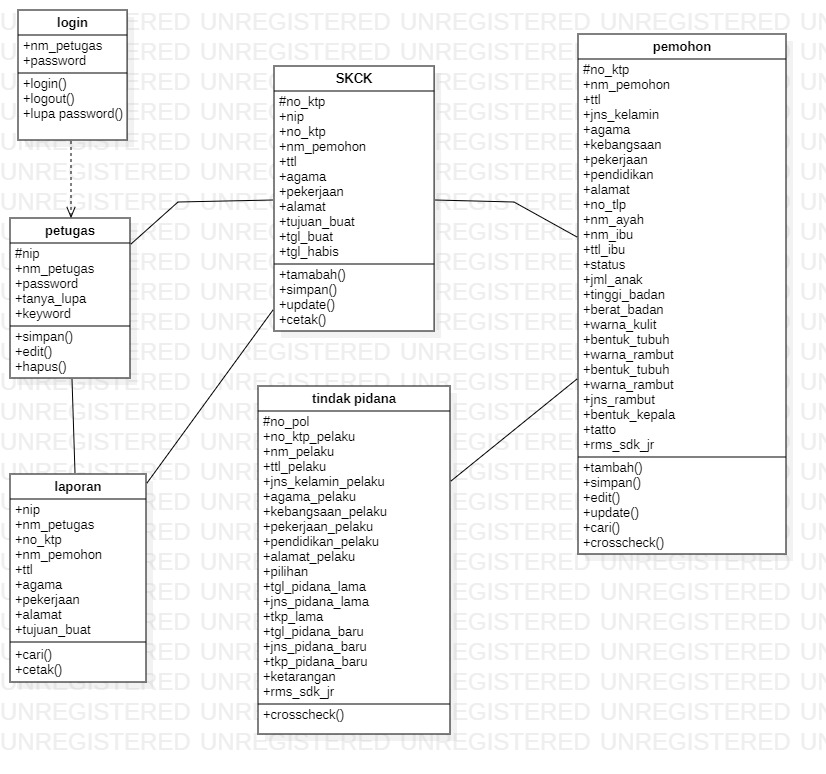 login
+nm_petugas
+password
+login()
+logout()
+lupa password()
petugas
#nip
+nm_petugas
+password
+tanya_lupa
+keyword
+simpan()
+edit()
+hapus()
laporan
+nip
+nm_petugas
+no_ktp
+nm_pemohon
+ttl
+agama
+pekerjaan
+alamat
+tujuan_buat
+cari()
+cetak()
SKCK
#no_ktp
+nip
+no_ktp
+nm_pemohon
+ttl
+agama
+pekerjaan
+alamat
+tujuan_buat
+tgl_buat
+tgl_habis
+tamabah()
+simpan()
+update()
+cetak()
tindak pidana
#no_pol
+no_ktp_pelaku
+nm_pelaku
+ttl_pelaku
+jns_kelamin_pelaku
+agama_pelaku
+kebangsaan_pelaku
+pekerjaan_pelaku
+pendidikan_pelaku
+alamat_pelaku
+pilihan
+tgl_pidana_lama
+jns_pidana_lama
+tkp_lama
+tgl_pidana_baru
+jns_pidana_baru
+tkp_pidana_baru
+ketarangan
+rms_sdk_jr
+crosscheck()
pemohon
#no_ktp
+nm_pemohon
+ttl
+jns_kelamin
+agama
+kebangsaan
+pekerjaan
+pendidikan
+alamat
+no_tlp
+nm_ayah
+nm_ibu
+ttl_ibu
+status
+jml_anak
+tinggi_badan
+berat_badan
+warna_kulit
+bentuk_tubuh
+warna_rambut
+bentuk_tubuh
+warna_rambut
+jns_rambut
+bentuk_kepala
+tatto
+rms_sdk_jr
+tambah()
+simpan()
+edit()
+update()
+cari()
+crosscheck()
UNREGISTERED